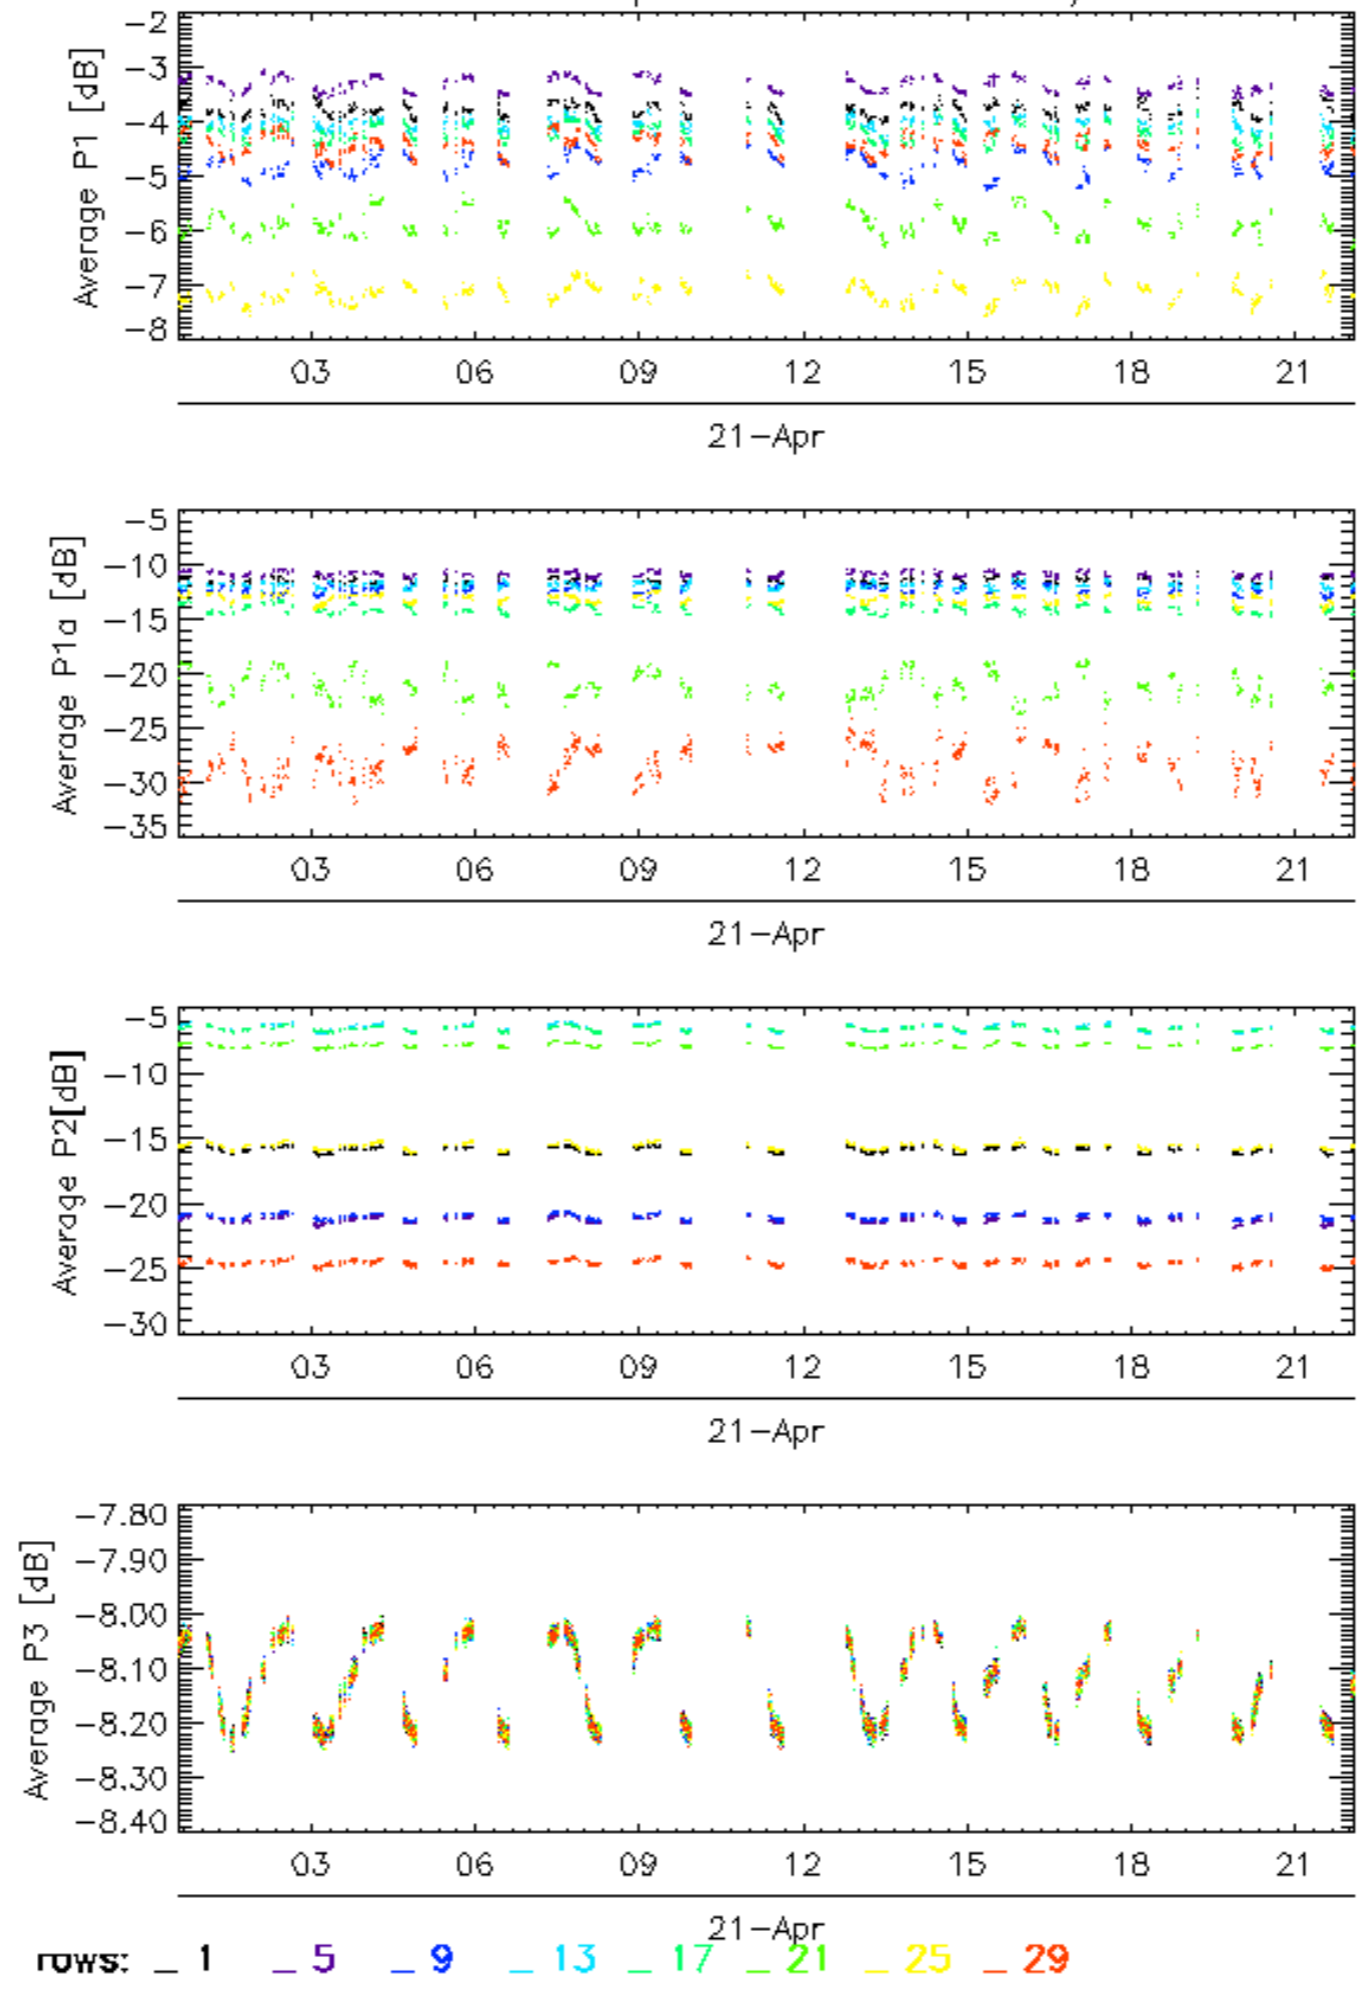 -2
-3
-4
-5
-6
-7
-8
Average P1 [dB]
03 06 09 12 15 18 21
21-Apr
-5
-10
-15
-20
-25
-30
-35
Average P1a [dB]
03 06 09 12 15 18 21
21-Apr
-5
-10
-15
-20
-25
-30
Average P2[dB]
03 06 09 12 15 18 21
21-Apr
-7.80
-7.90
-8.00
-8.10
-8.20
-8.30
-8.40
Average P3 [dB]
03 06 09 12 15 18 21
21-Apr
rows: _ 1 _ 5 _ 9 _ 13 _ 17 _ 21 _ 25 _ 29